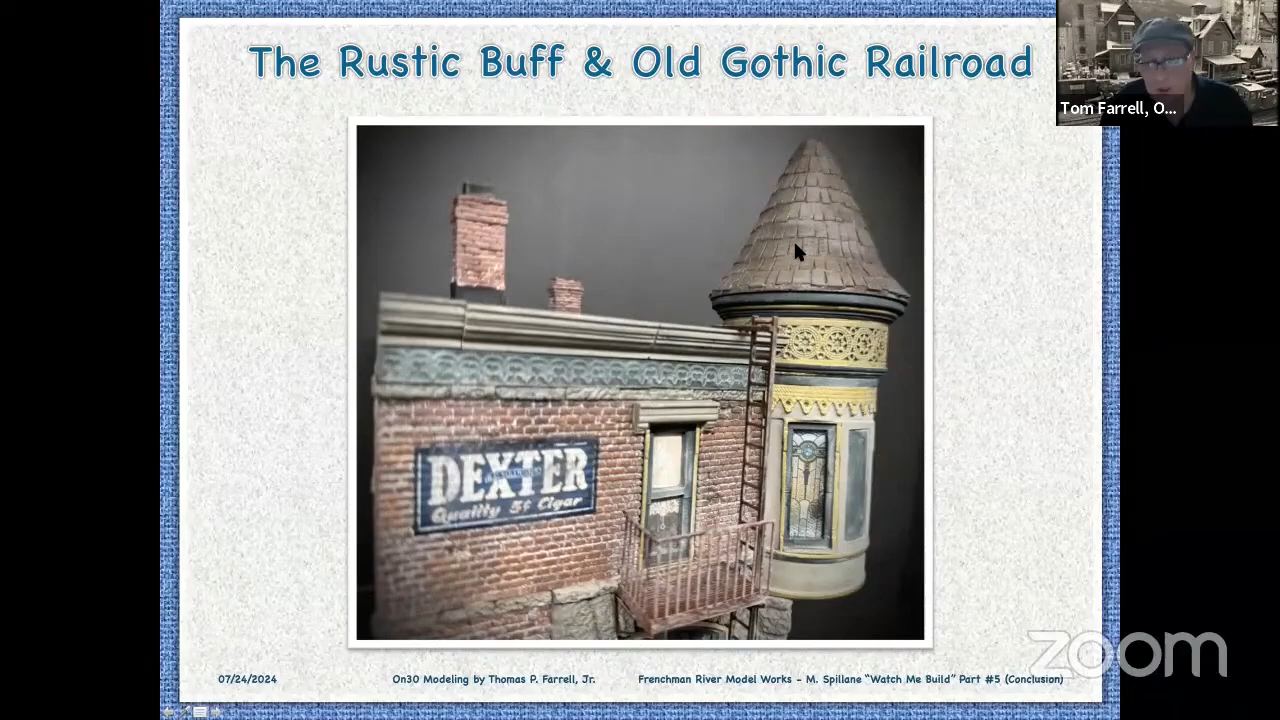 The Rustic Buff & Old Gothic Railroad
Tom Farrell, O...
DEXTER
Quality 5¢ Cigar
07/24/2024
On30 Modeling by Thomas P. Farrell, Jr.
Frenchman River Model Works – M. Spillane “Watch Me Build” Part #5 (Conclusion)
zoom